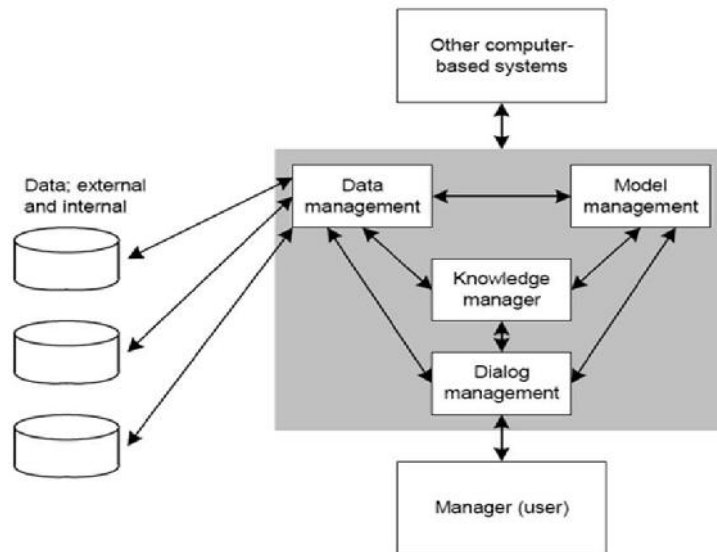 Other computer-
based systems
Data; external
and internal
Data
management
Model
management
Knowledge
manager
Dialog
management
Manager (user)